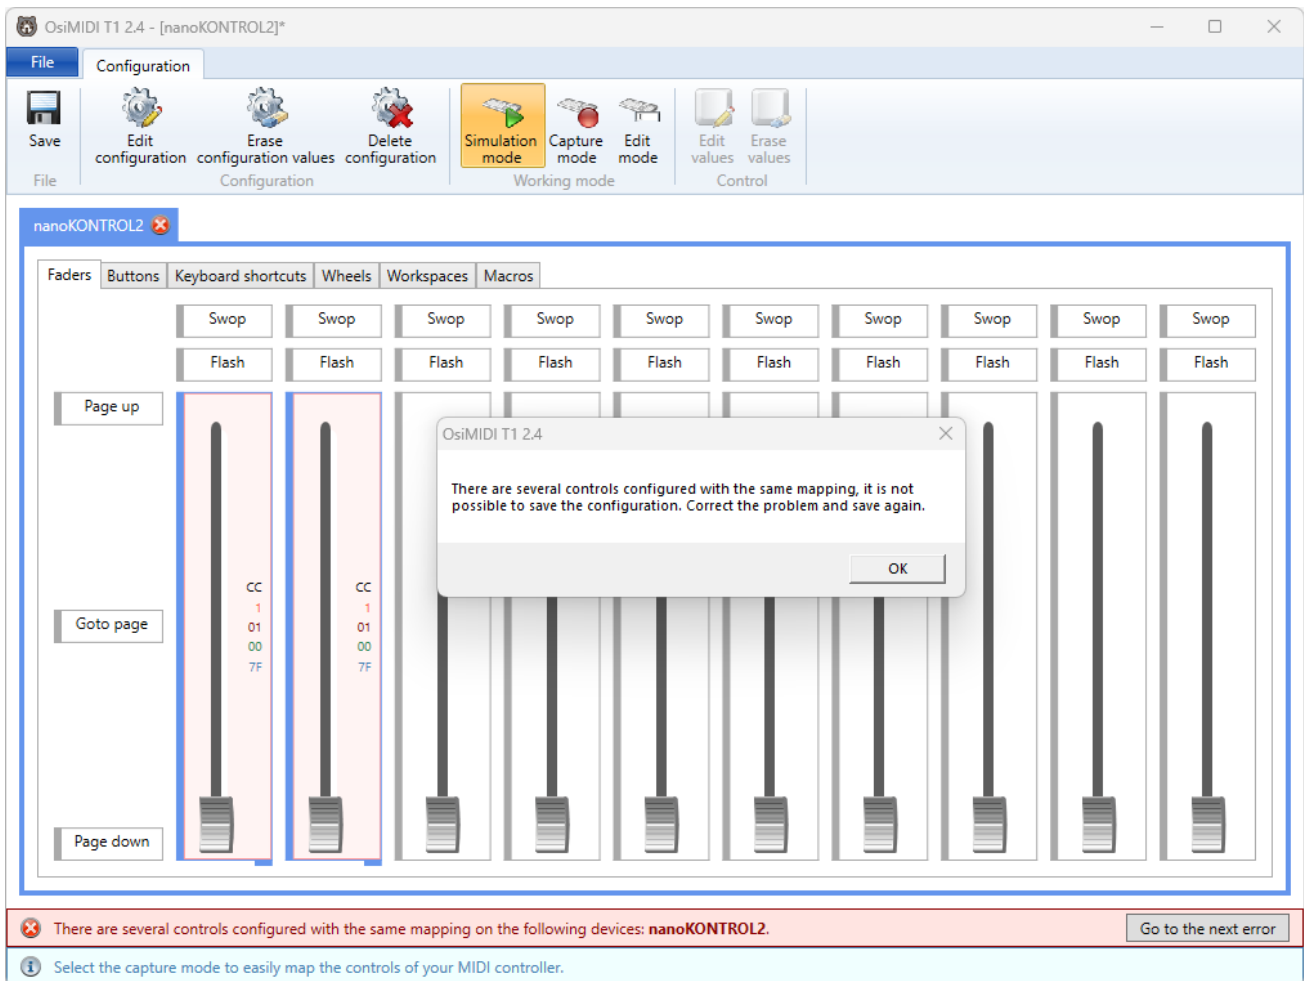 OsiMIDI T1 2.4 - [nanoKONTROL2]*
File Configuration
Save Edit configuration Erase configuration values Delete configuration Simulation mode Capture mode Edit mode Edit values Erase values
File Configuration Working mode Control
nanoKONTROL2
Faders Buttons Keyboard shortcuts Wheels Workspaces Macros
Swop Swop Swop Swop Swop Swop Swop Swop Swop Swop
Flash Flash Flash Flash Flash Flash Flash Flash Flash Flash
Page up
OsiMIDI T1 2.4
There are several controls configured with the same mapping, it is not
possible to save the configuration. Correct the problem and save again.
OK
CC CC
1 1
Goto page 01 01
00 00
7F 7F
Page down
There are several controls configured with the same mapping on the following devices: nanoKONTROL2. Go to the next error
Select the capture mode to easily map the controls of your MIDI controller.